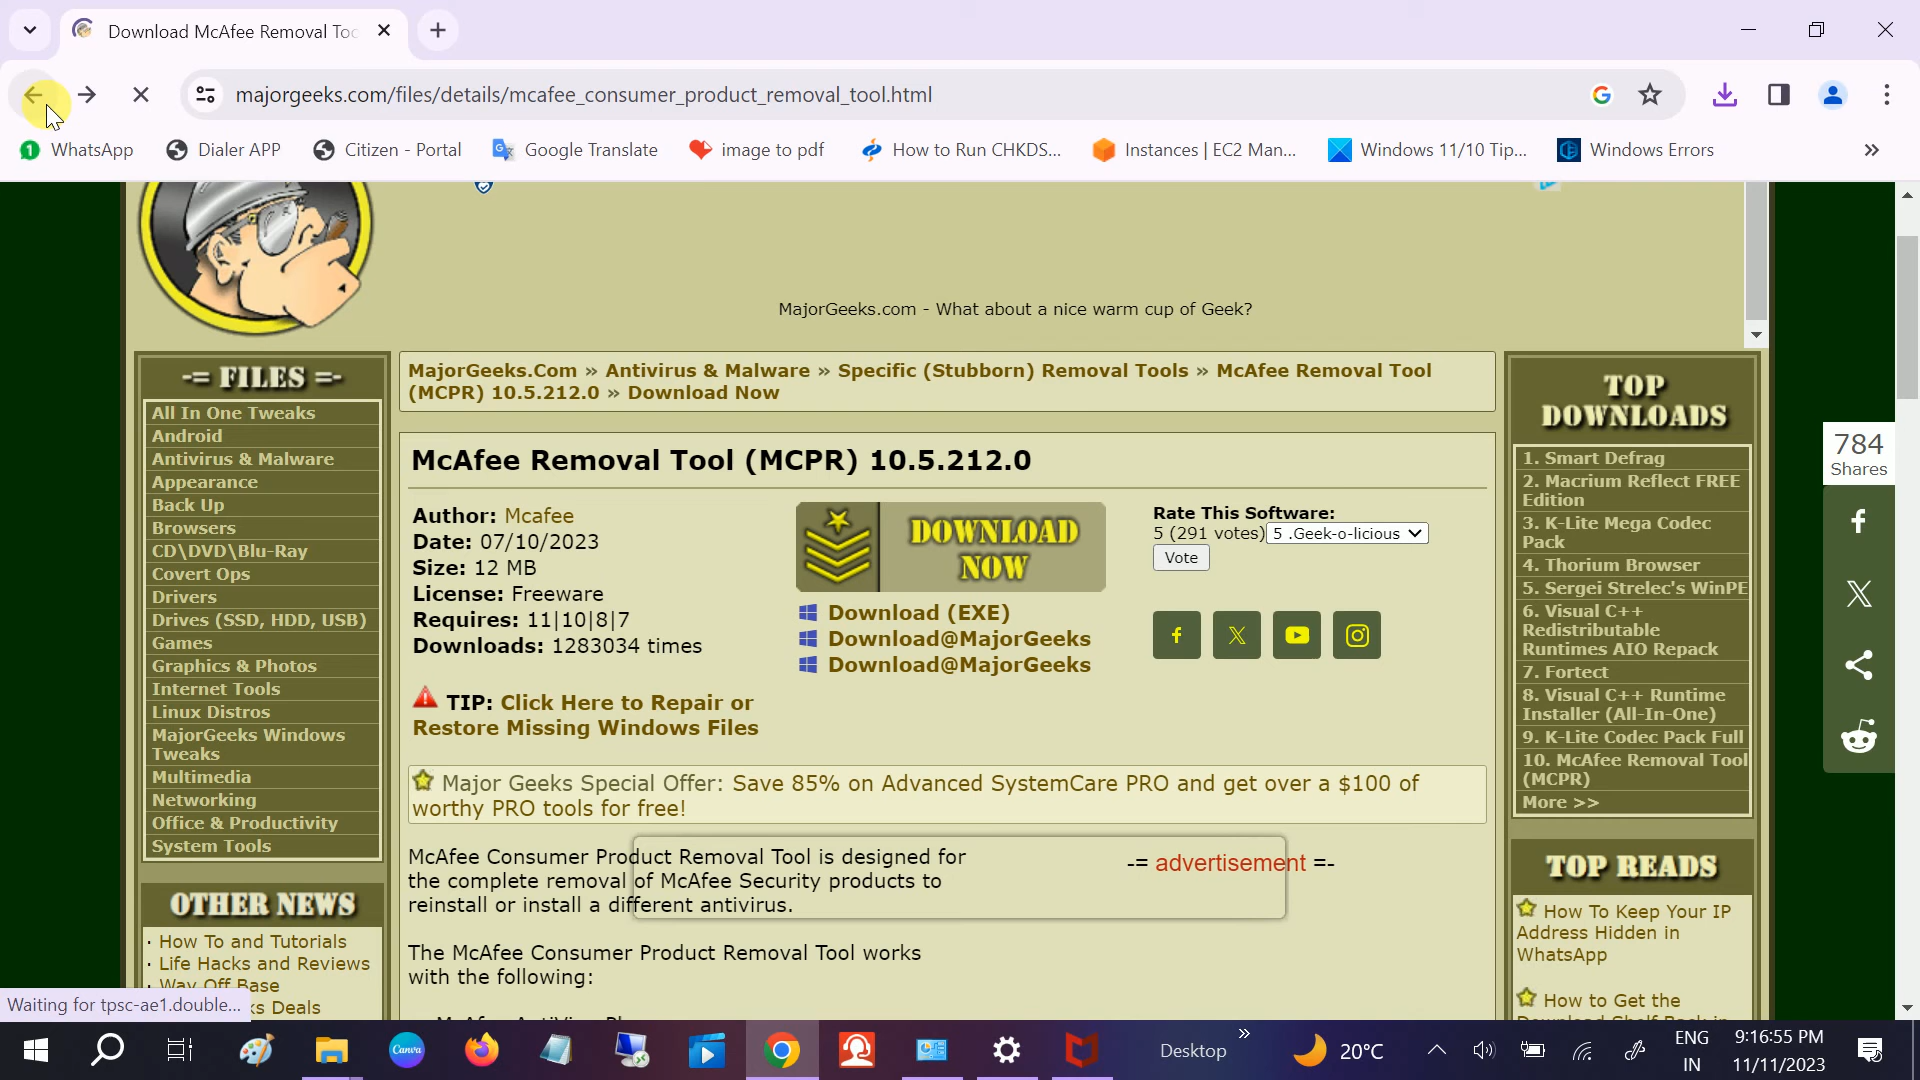 Download McAfee Removal Too
majorgeeks.com/files/details/mcafee_consumer_product_removal_tool.html
WhatsApp
Dialer APP
Citizen - Portal
Google Translate
image to pdf
How to Run CHKDS...
Instances | EC2 Man...
Windows 11/10 Tip...
Windows Errors
»
MajorGeeks.com - What about a nice warm cup of Geek?
-= FILES =-
All In One Tweaks
Android
Antivirus & Malware
Appearance
Back Up
Browsers
CD\DVD\Blu-Ray
Covert Ops
Drivers
Drives (SSD, HDD, USB)
Games
Graphics & Photos
Internet Tools
Linux Distros
MajorGeeks Windows
Tweaks
Multimedia
Networking
Office & Productivity
System Tools
OTHER NEWS
· How To and Tutorials
· Life Hacks and Reviews
· Way Off Base
ks Deals
MajorGeeks.Com » Antivirus & Malware » Specific (Stubborn) Removal Tools » McAfee Removal Tool
(MCPR) 10.5.212.0 » Download Now
McAfee Removal Tool (MCPR) 10.5.212.0
Author: Mcafee
Date: 07/10/2023
Size: 12 MB
License: Freeware
Requires: 11|10|8|7
Downloads: 1283034 times
TIP: Click Here to Repair or
Restore Missing Windows Files
DOWNLOAD
NOW
Download (EXE)
Download@MajorGeeks
Download@MajorGeeks
Rate This Software:
5 (291 votes) 5 .Geek-o-licious
Vote
Major Geeks Special Offer: Save 85% on Advanced SystemCare PRO and get over a $100 of
worthy PRO tools for free!
McAfee Consumer Product Removal Tool is designed for
the complete removal of McAfee Security products to
reinstall or install a different antivirus.
-= advertisement =-
The McAfee Consumer Product Removal Tool works
with the following:
TOP
DOWNLOADS
1. Smart Defrag
2. Macrium Reflect FREE
Edition
3. K-Lite Mega Codec
Pack
4. Thorium Browser
5. Sergei Strelec's WinPE
6. Visual C++
Redistributable
Runtimes AIO Repack
7. Fortect
8. Visual C++ Runtime
Installer (All-In-One)
9. K-Lite Codec Pack Full
10. McAfee Removal Tool
(MCPR)
More >>
TOP READS
How To Keep Your IP
Address Hidden in
WhatsApp
How to Get the
784
Shares
Waiting for tpsc-ae1.double...
Canva
Desktop
»
20°C
ENG
IN
9:16:55 PM
11/11/2023